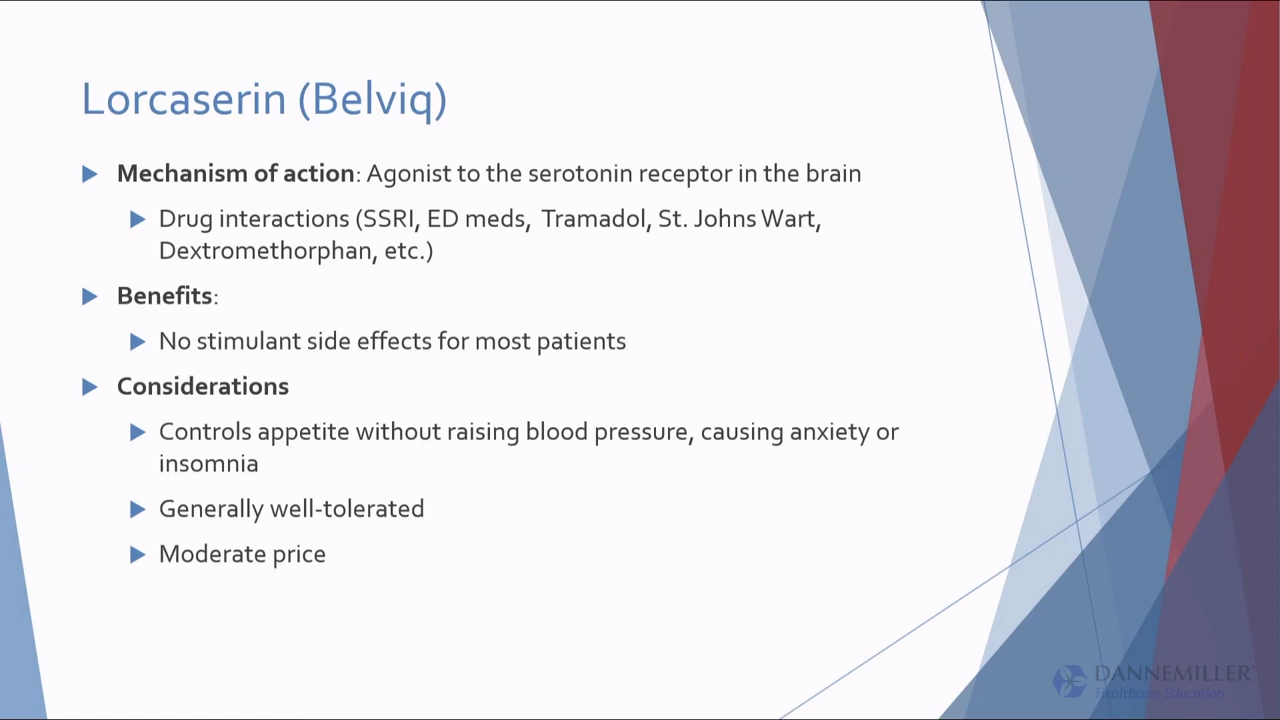 Lorcaserin (Belviq)
Mechanism of action: Agonist to the serotonin receptor in the brain
Drug interactions (SSRI, ED meds, Tramadol, St. Johns Wart,
Dextromethorphan, etc.)
Benefits:
No stimulant side effects for most patients
Considerations
Controls appetite without raising blood pressure, causing anxiety or
insomnia
Generally well-tolerated
Moderate price
DANNEMILLER
Healthcare Education